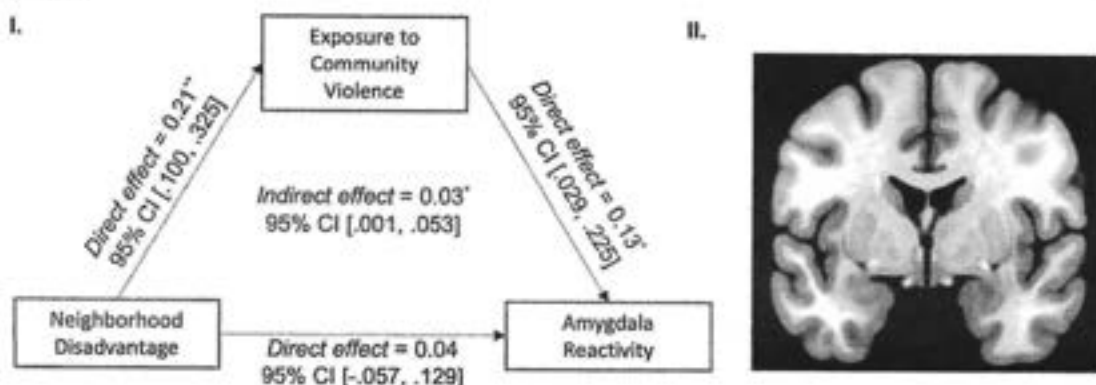 I.
II.
Exposure to
Community
Violence
Direct effect = 0.21**
95% CI [.100, .325]
Direct effect = 0.13*
95% CI [.029, .225]
Indirect effect = 0.03*
95% CI [.001, .053]
Neighborhood
Disadvantage
Amygdala
Reactivity
Direct effect = 0.04
95% CI [-.057, .129]